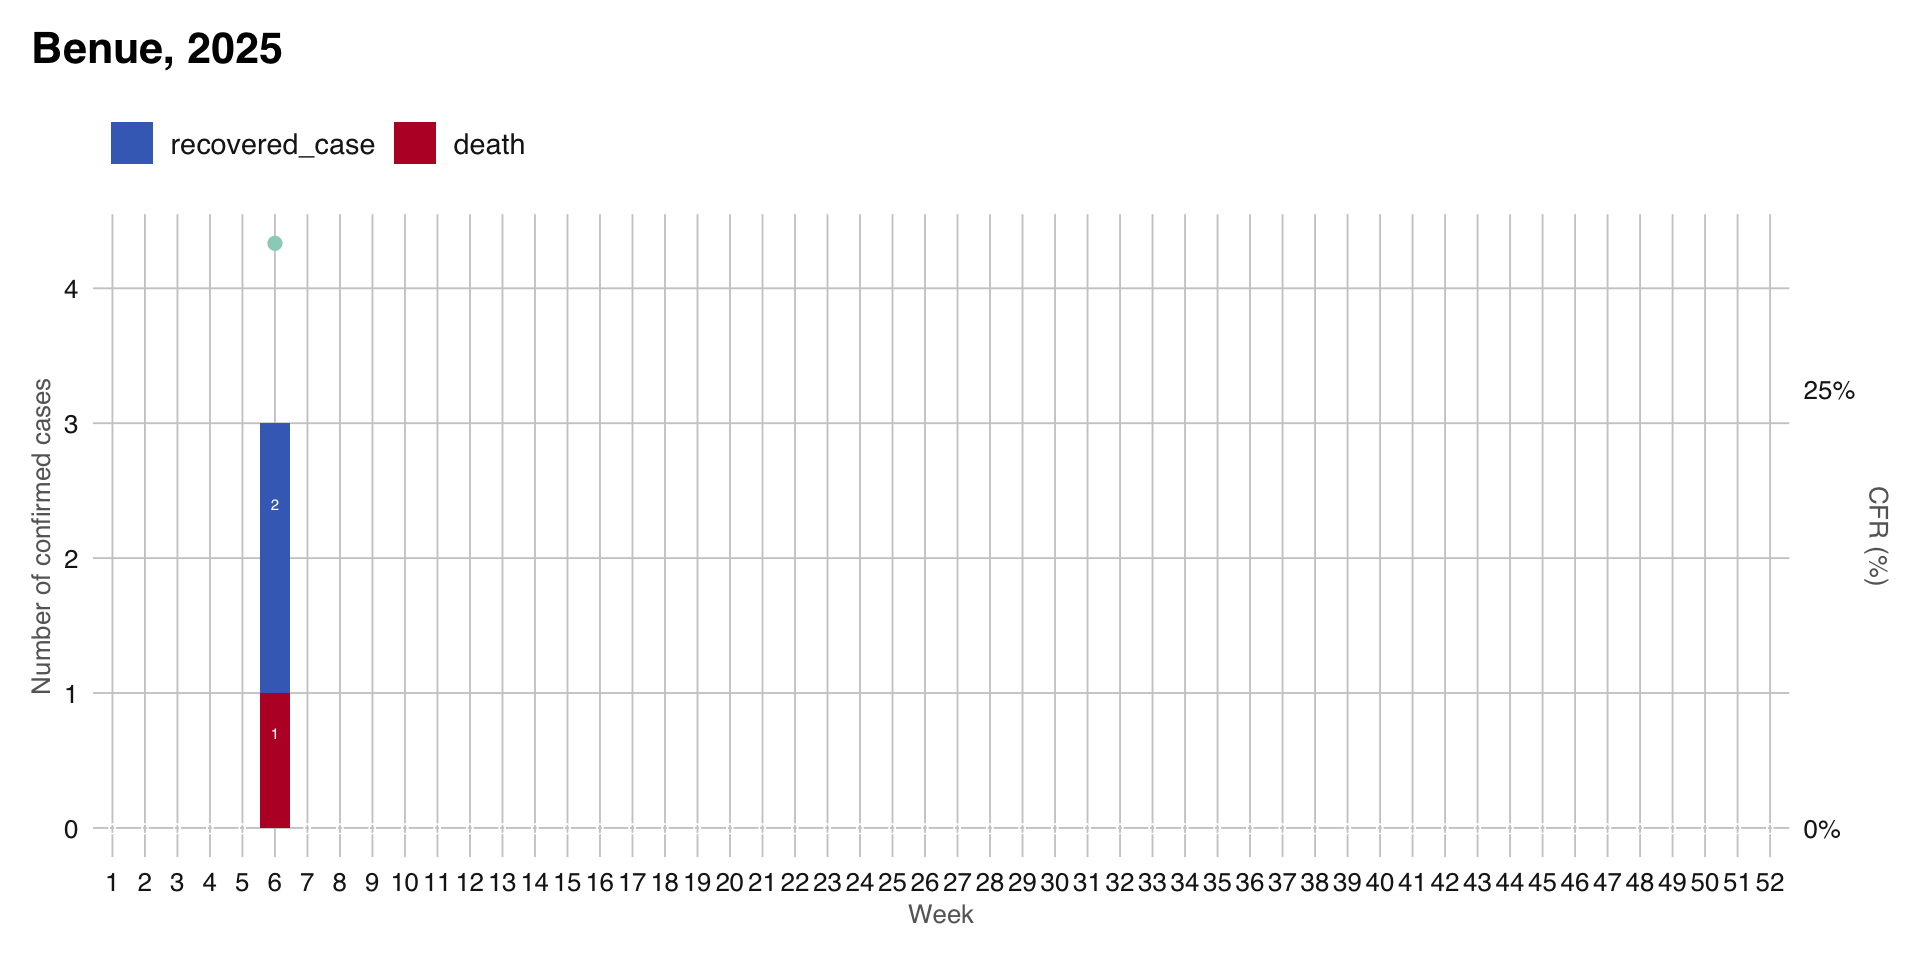 Benue, 2025
recovered_case death
4
3
2
1
0
Number of confirmed cases
2
1
25%
0%
CFR (%)
1 2 3 4 5 6 7 8 9 10 11 12 13 14 15 16 17 18 19 20 21 22 23 24 25 26 27 28 29 30 31 32 33 34 35 36 37 38 39 40 41 42 43 44 45 46 47 48 49 50 51 52
Week